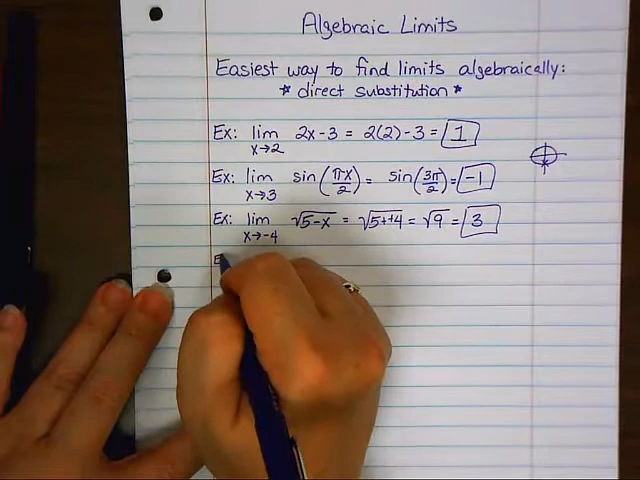 Algebraic Limits
Easiest way to find limits algebraically:
* direct substitution *
Ex: lim x→2 2x-3 = 2(2)-3 = 1
Ex: lim x→3 sin(πx/2) = sin(3π/2) = -1
Ex: lim x→-4 √5-x = √5++4 = √9 = 3
E